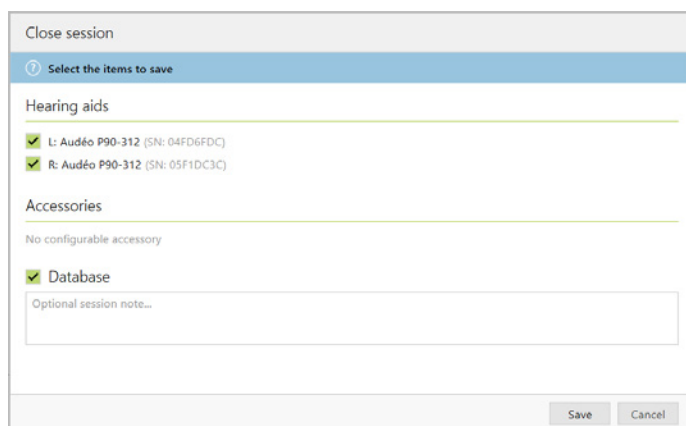 Close session
Select the items to save
Hearing aids
L: Audéo P90-312 (SN: 04FD6FDC)
R: Audéo P90-312 (SN: 05F1DC3C)
Accessories
No configurable accessory
Database
Optional session note...
Save Cancel